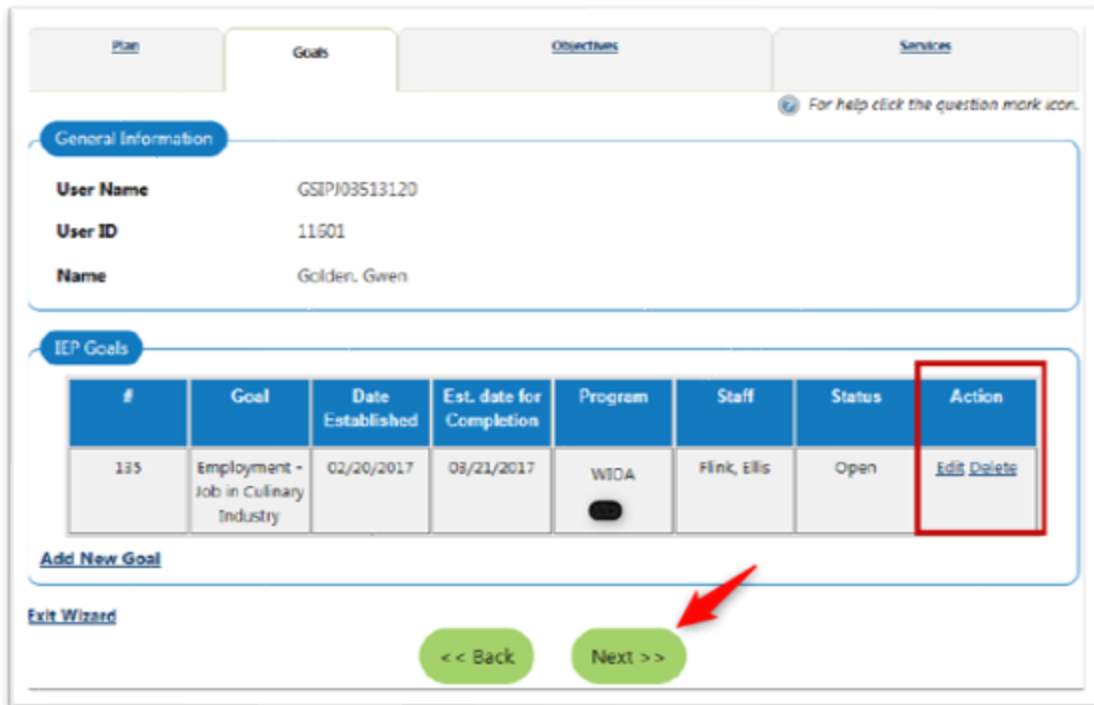 Plan
Goals
Objectives
Services
For help click the question mark icon.
General Information
User Name GSIPJ03513120
User ID 11601
Name Golden, Gwen
IEP Goals
# Goal Date Est. date for Program Staff Status Action
Established Completion
135 Employment - 02/20/2017 03/21/2017 WIOA Flink, Ellis Open Edit Delete
Job in Culinary
Industry
Add New Goal
Exit Wizard
<< Back Next >>